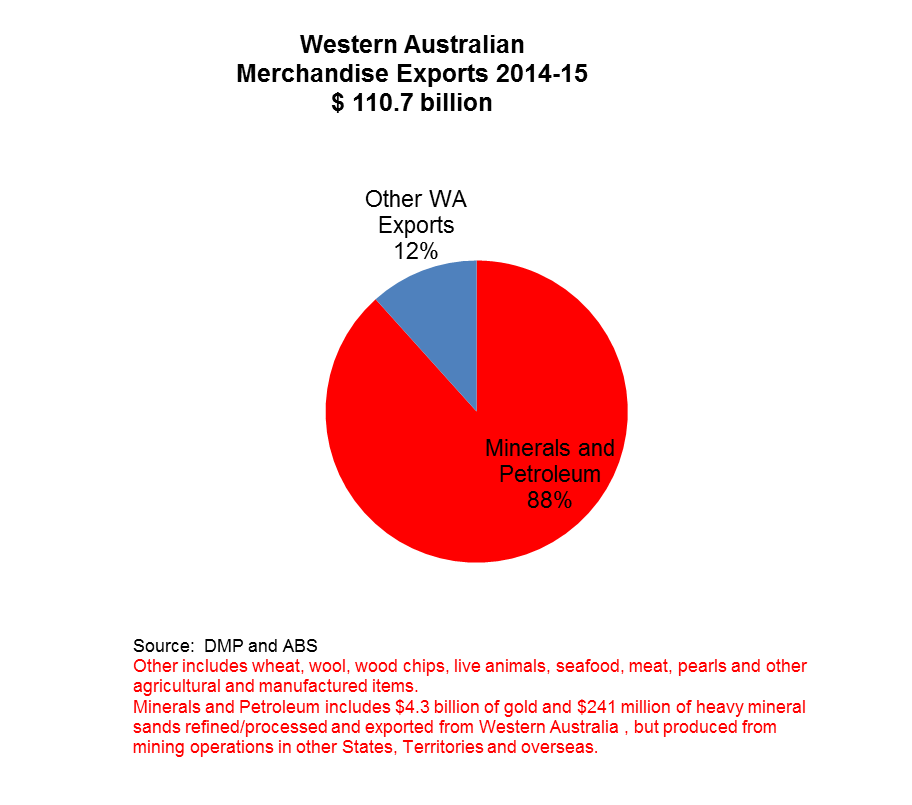 Western Australian
Merchandise Exports 2014-15
$ 110.7 billion
Other WA
Exports
12%
Minerals and
Petroleum
88%
Source:  DMP and ABS
Other includes wheat, wool, wood chips, live animals, seafood, meat, pearls and other
agricultural and manufactured items.
Minerals and Petroleum includes $4.3 billion of gold and $241 million of heavy mineral
sands refined/processed and exported from Western Australia , but produced from
mining operations in other States, Territories and overseas.